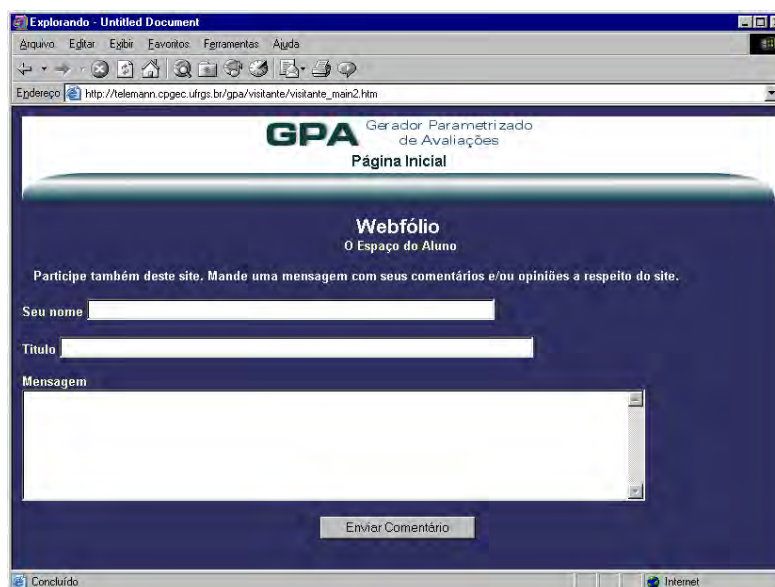 Explorando - Untitled Document
Arquivo Editar Exibir Favoritos Ferramentas Ajuda
Endereço http://telemann.cpgec.ufrgs.br/gpa/visitante/visitante_main2.htm
GPA Gerador Parametrizado
de Avaliações
Página Inicial
Webfólio
O Espaço do Aluno
Participe também deste site. Mande uma mensagem com seus comentários e/ou opiniões a respeito do site.
Seu nome
Titulo
Mensagem
Enviar Comentário
Concluído Internet